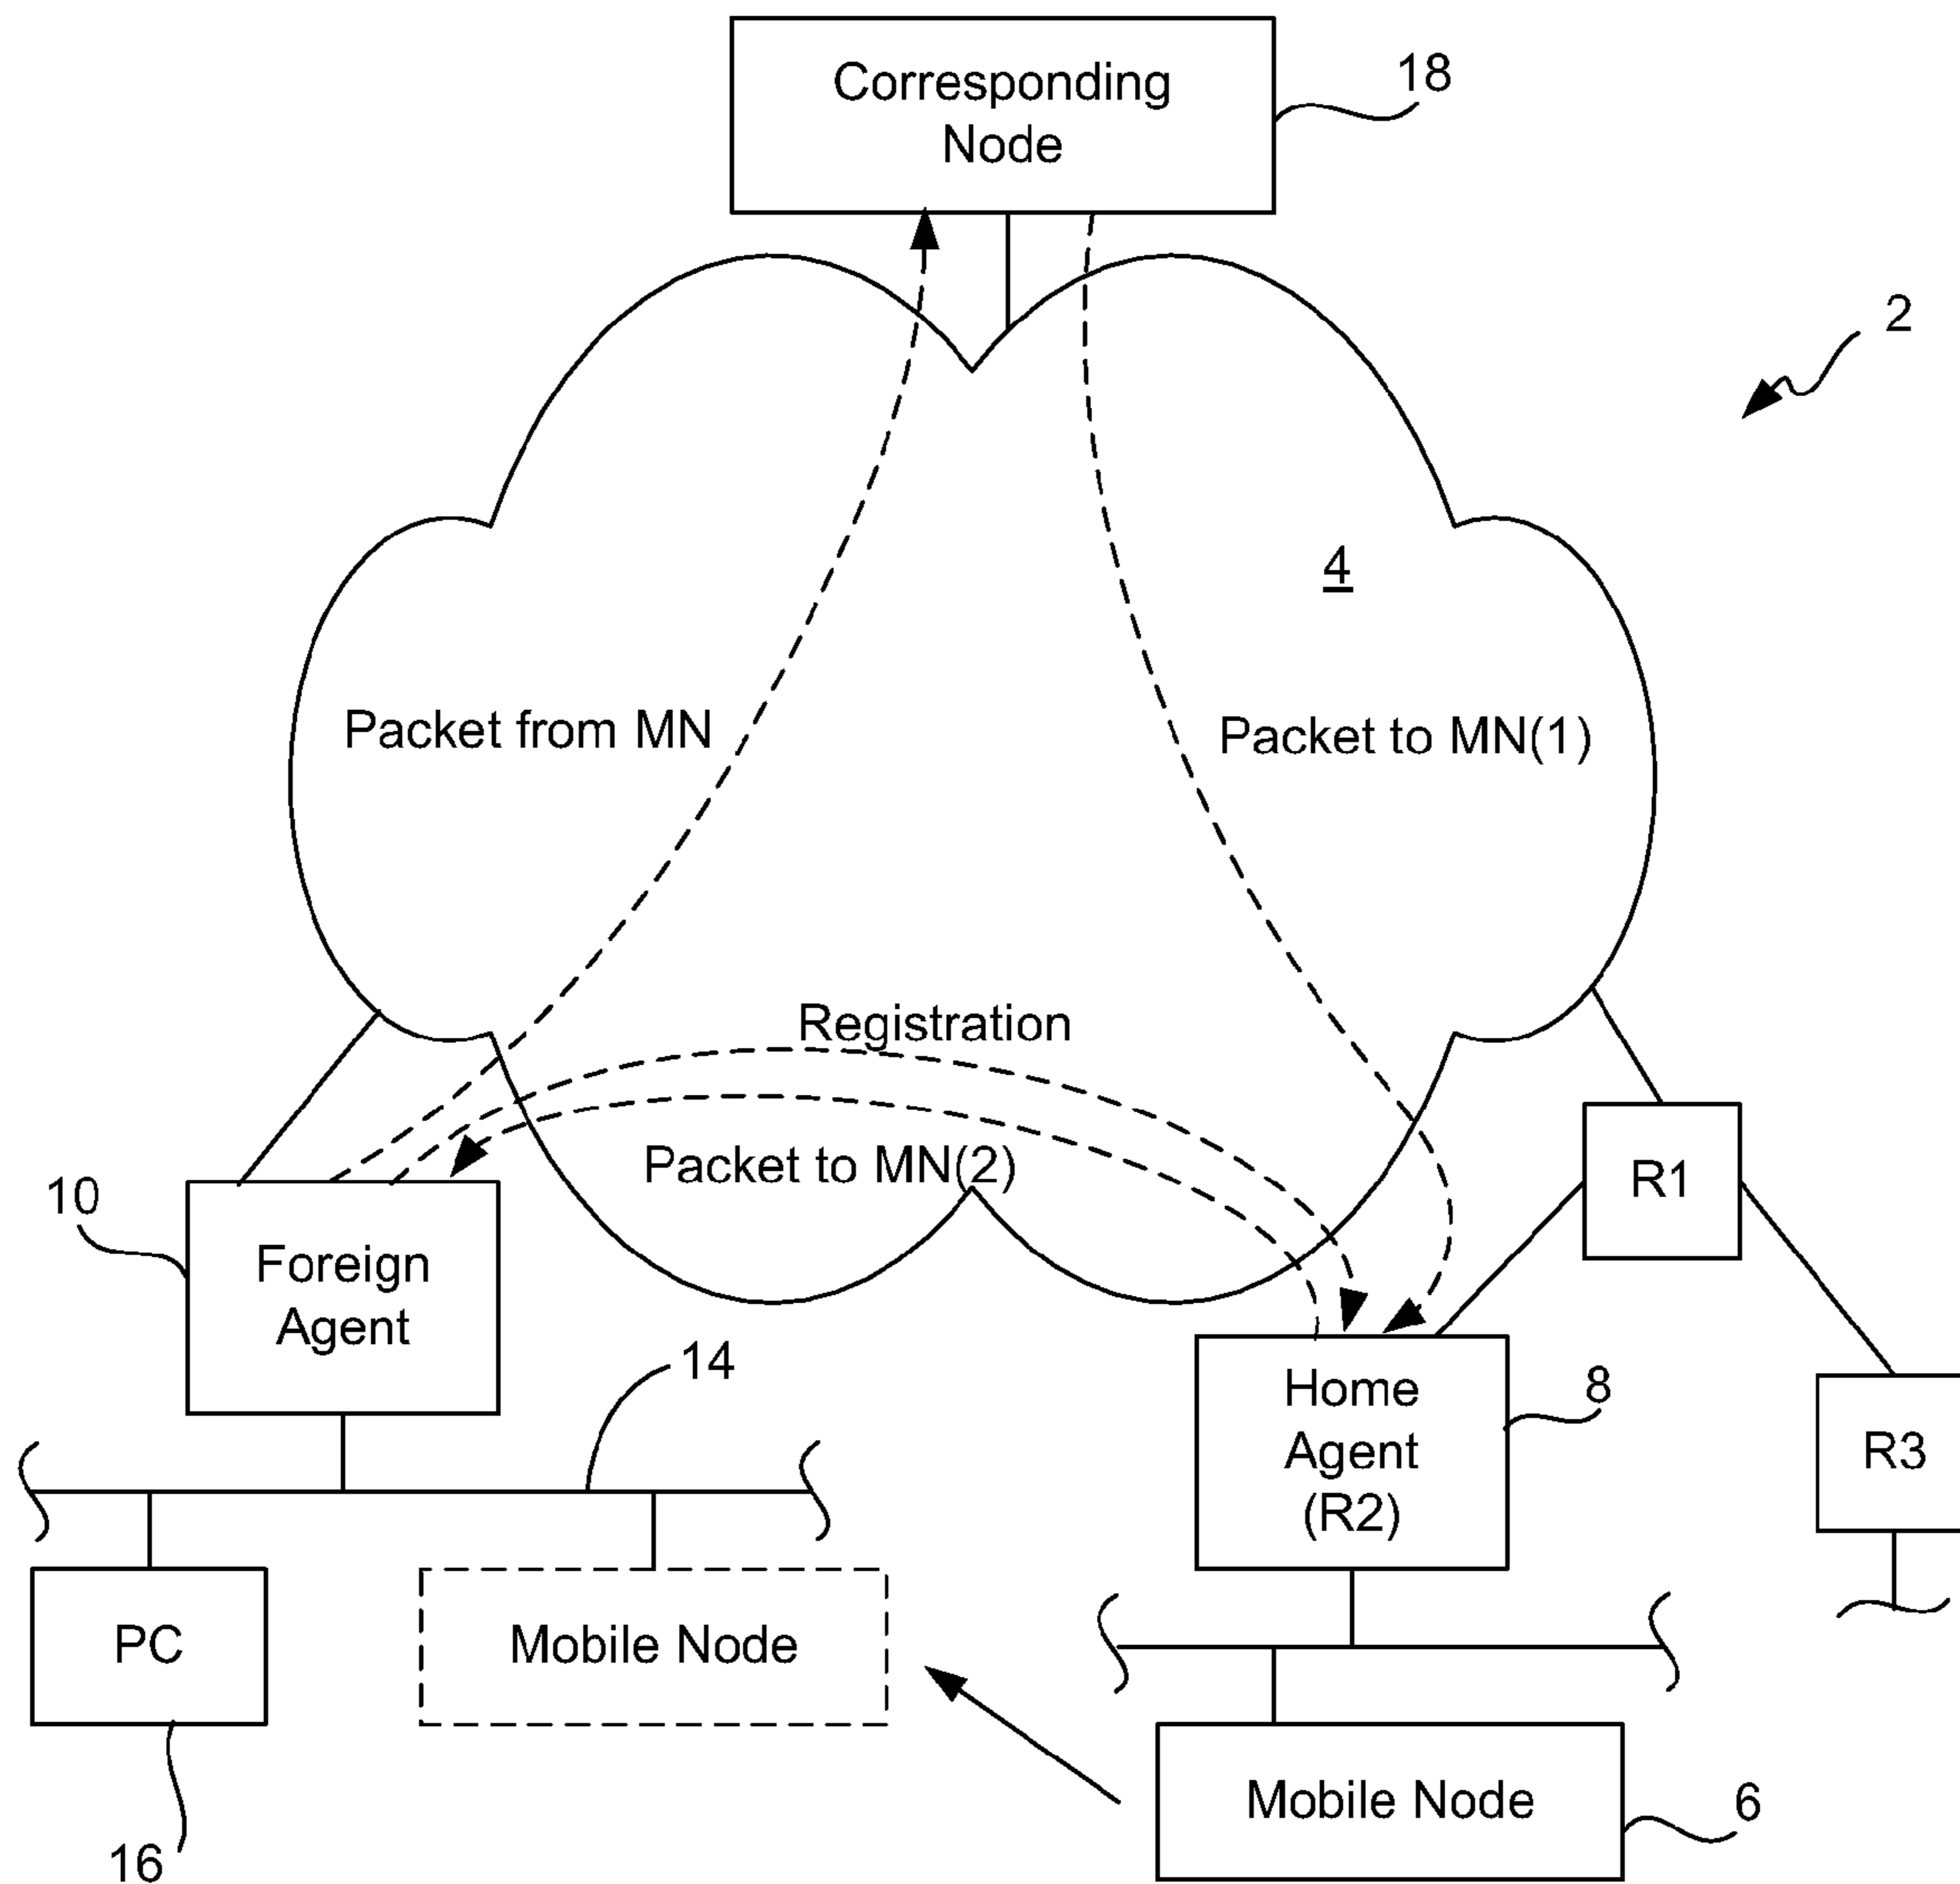 Corresponding
Node
18
2
4
Packet from MN
Packet to MN(1)
Registration
Packet to MN(2)
R1
10
Foreign
Agent
14
Home
Agent
(R2)
8
R3
PC
Mobile Node
Mobile Node
6
16